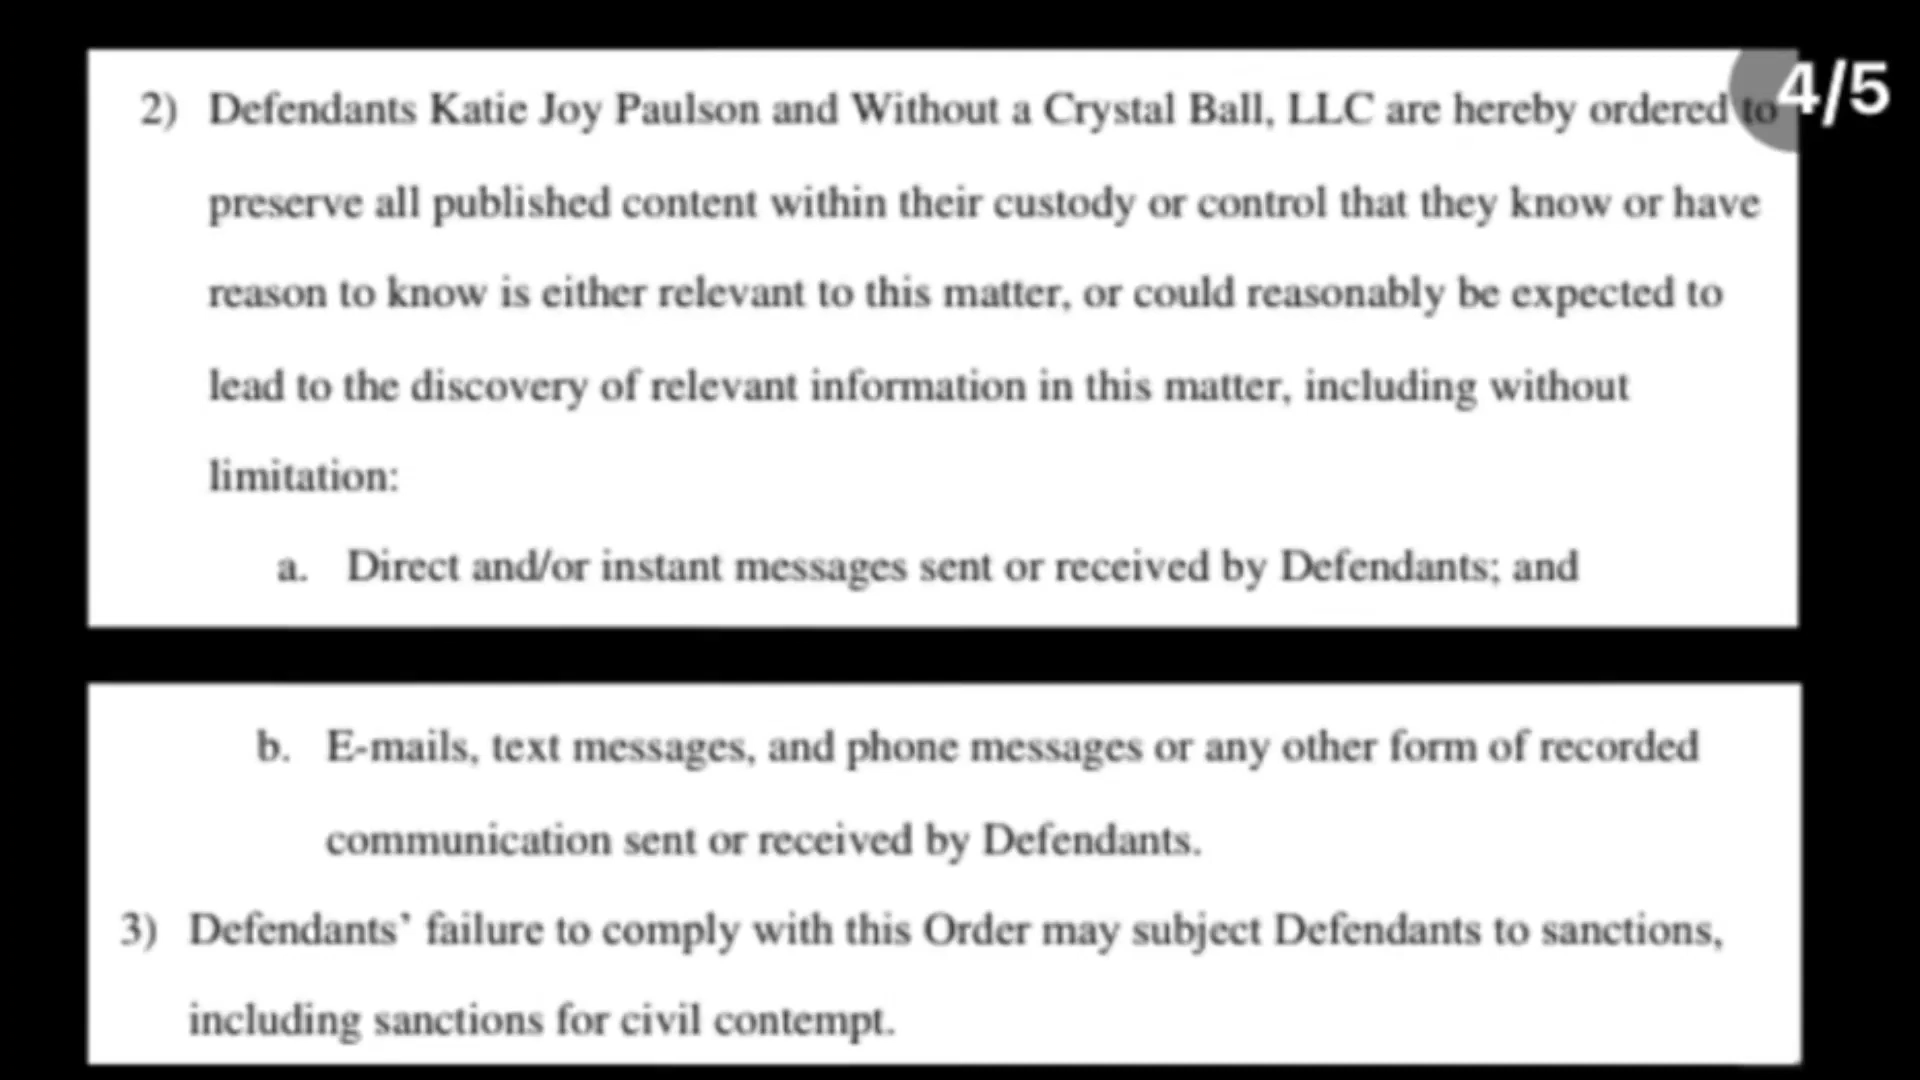 2) Defendants Katie Joy Paulson and Without a Crystal Ball, LLC are hereby ordered to
4/5
preserve all published content within their custody or control that they know or have
reason to know is either relevant to this matter, or could reasonably be expected to
lead to the discovery of relevant information in this matter, including without
limitation:
a. Direct and/or instant messages sent or received by Defendants; and
b. E-mails, text messages, and phone messages or any other form of recorded
communication sent or received by Defendants.
3) Defendants’ failure to comply with this Order may subject Defendants to sanctions,
including sanctions for civil contempt.